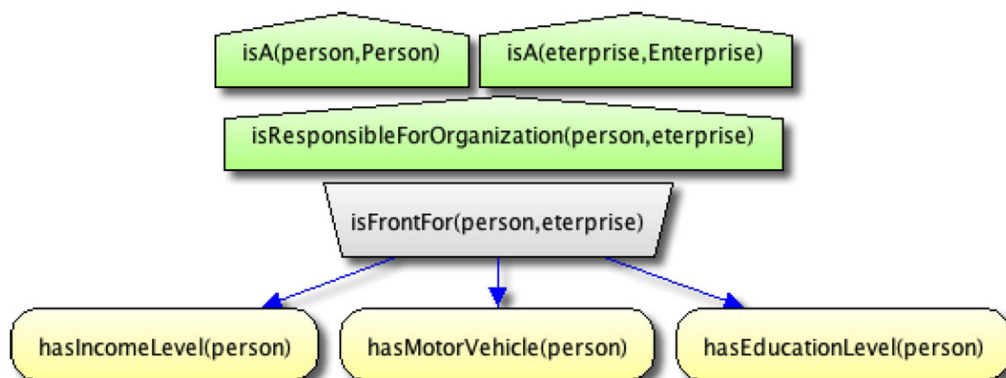 isA(person,Person) isA(eterprise,Enterprise)
isResponsibleForOrganization(person,eterprise)
isFrontFor(person,eterprise)
hasIncomeLevel(person) hasMotorVehicle(person) hasEducationLevel(person)